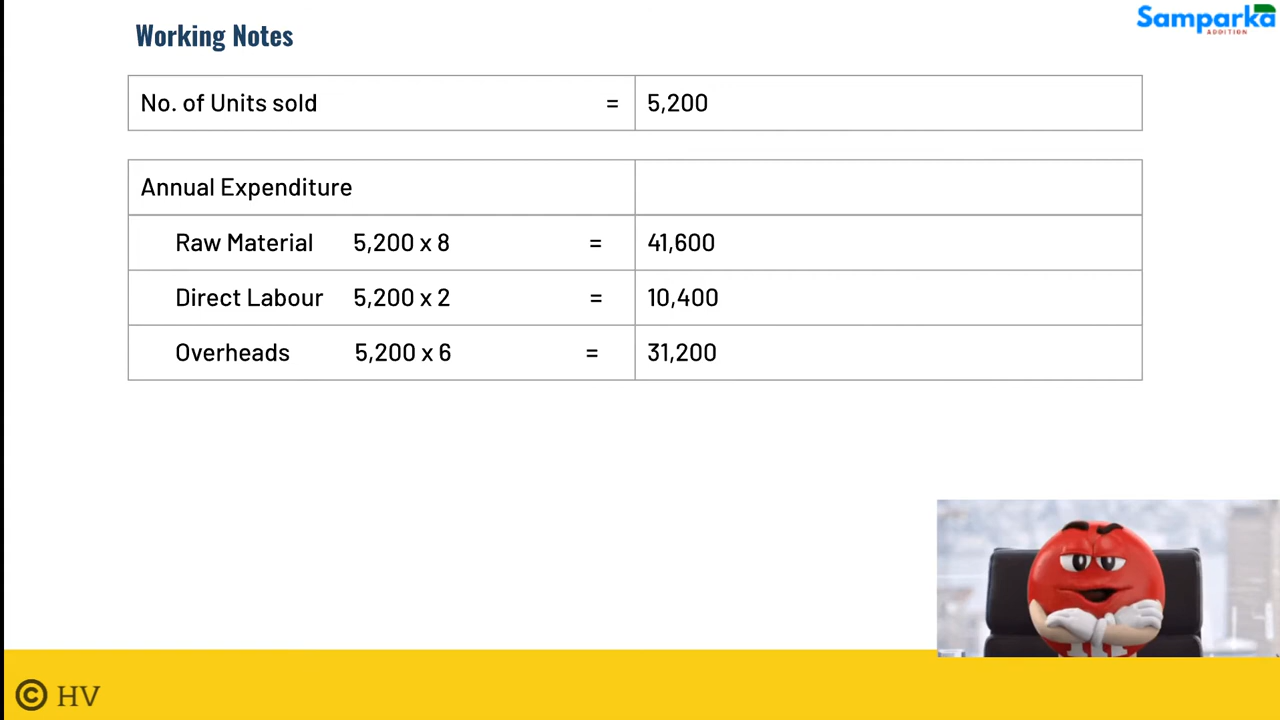 Working Notes
Samparka
ADDITION
No. of Units sold = 5,200
Annual Expenditure
Raw Material 5,200 x 8 = 41,600
Direct Labour 5,200 x 2 = 10,400
Overheads 5,200 x 6 = 31,200
© HV